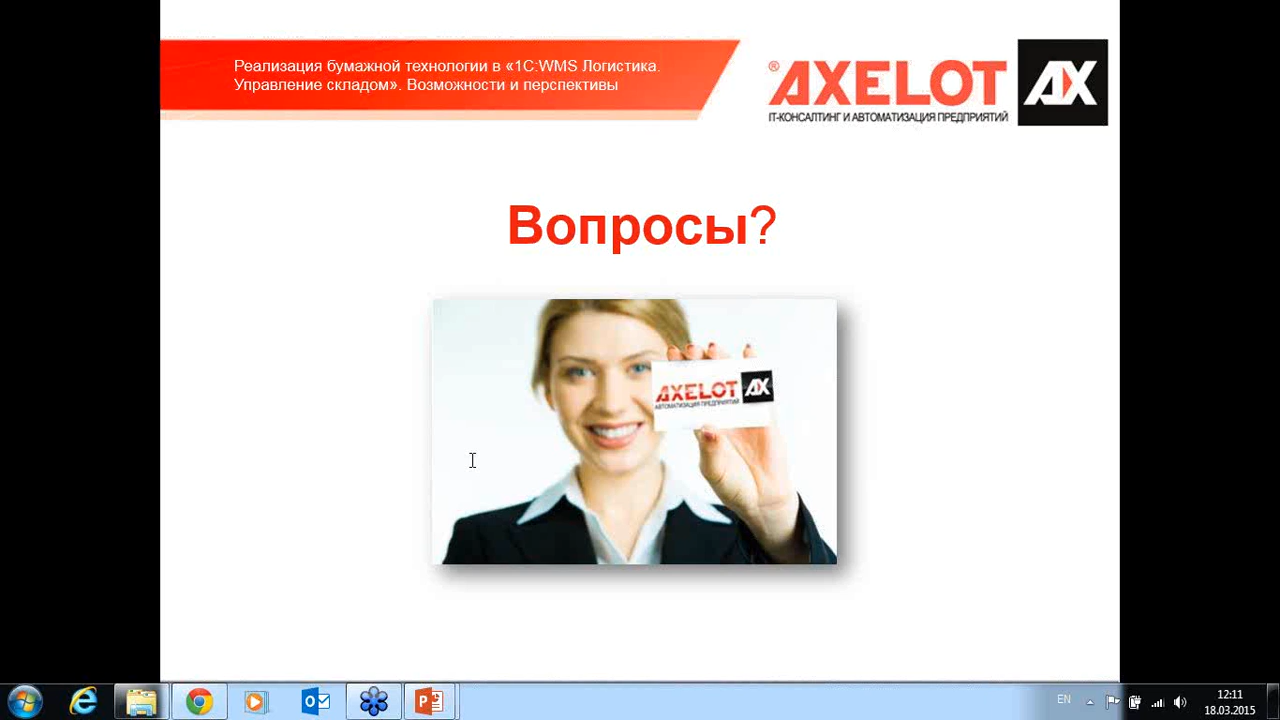 Реализация бумажной технологии в «1С:WMS Логистика.
Управление складом». Возможности и перспективы
® AXELOT AX
IT-КОНСАЛТИНГ И АВТОМАТИЗАЦИЯ ПРЕДПРИЯТИЙ
Вопросы?
AXELOT AX
АВТОМАТИЗАЦИЯ ПРЕДПРИЯТИЙ
EN
12:11
18.03.2015